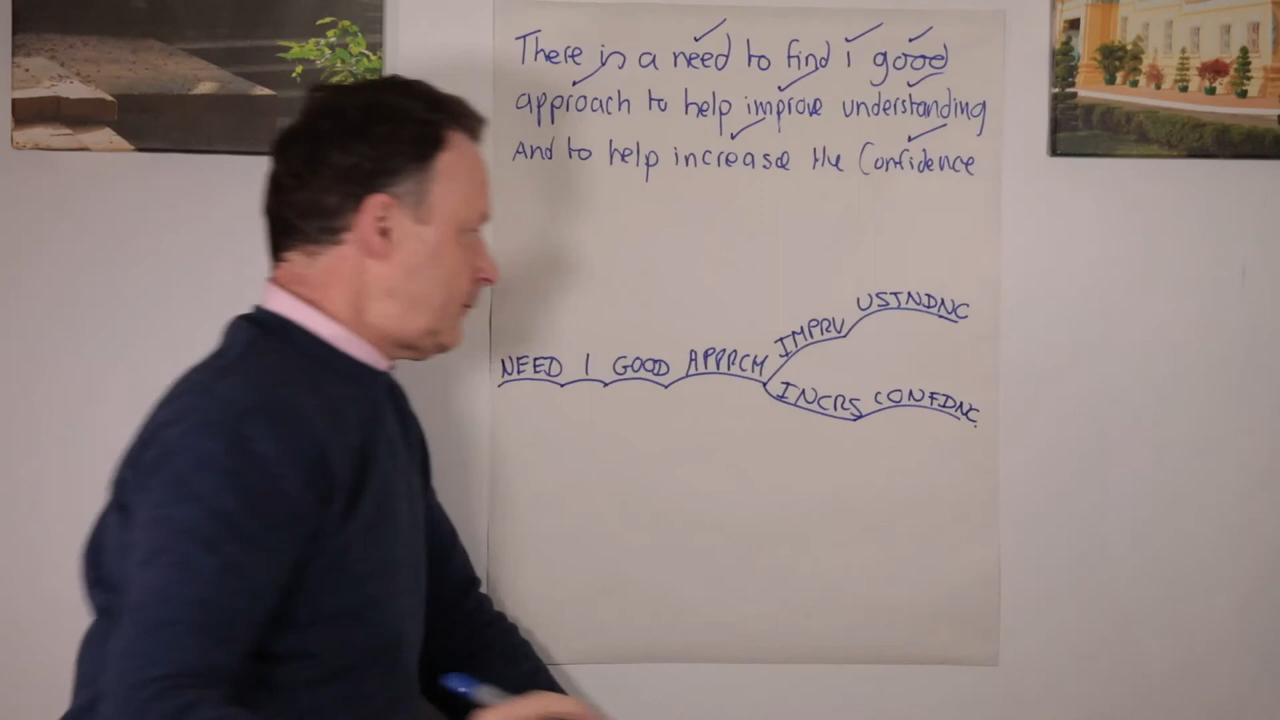 There is a need to find 1 good
approach to help improve understanding
And to help increase the Confidence
USTNDNC
IMPRV
NEED 1 GOOD APPRCH
INCRS CONFIDNC